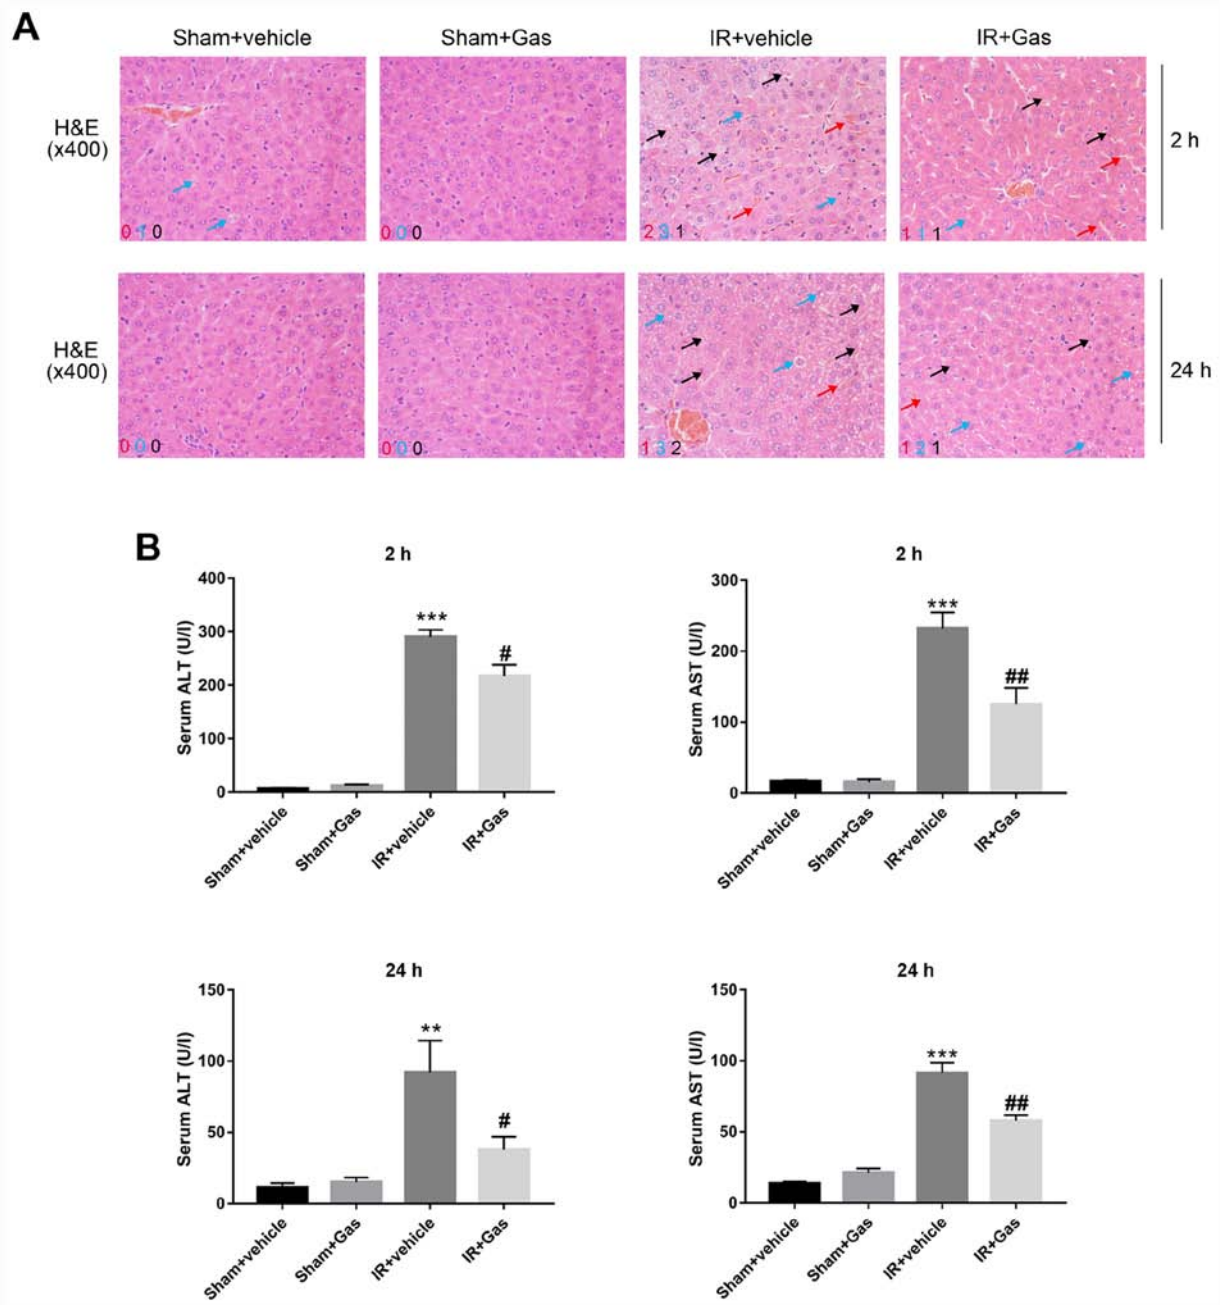 A
Sham+vehicle Sham+Gas IR+vehicle IR+Gas
H&E
(x400)
0 1 0
0 0 0
2 3 1
1 1 1
2 h
H&E
(x400)
0 0 0
0 0 0
1 3 2
1 2 1
24 h
B
2 h
Serum ALT (U/l)
400
300
200
100
0
***
#
Sham+vehicle
Sham+Gas
IR+vehicle
IR+Gas
2 h
Serum AST (U/l)
300
200
100
0
***
##
Sham+vehicle
Sham+Gas
IR+vehicle
IR+Gas
24 h
Serum ALT (U/l)
150
100
50
0
**
#
Sham+vehicle
Sham+Gas
IR+vehicle
IR+Gas
24 h
Serum AST (U/l)
150
100
50
0
***
##
Sham+vehicle
Sham+Gas
IR+vehicle
IR+Gas